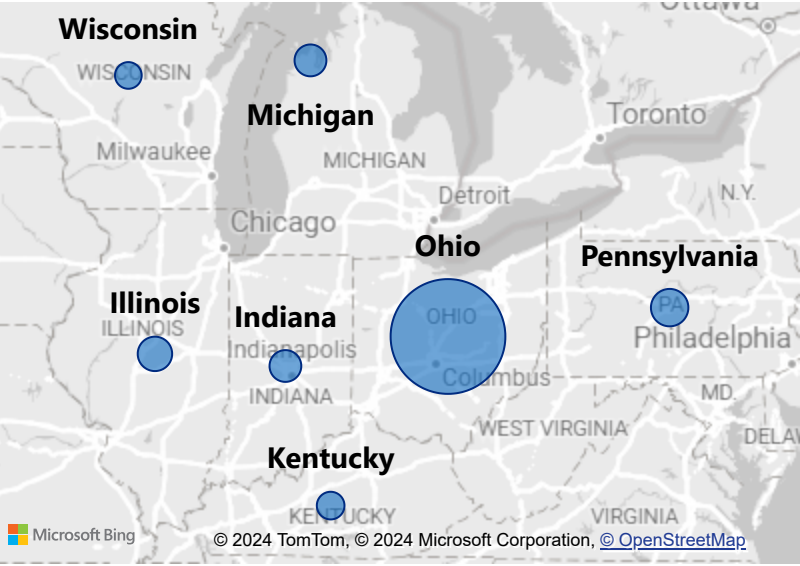 Ottawa
Wisconsin
WISCONSIN
Michigan
Toronto
Milwaukee
MICHIGAN
N.Y.
Detroit
Chicago
Ohio
Pennsylvania
Illinois
Indiana
PA
OHIO
ILLINOIS
Philadelphia
Indianapolis
Columbus
INDIANA
MD.
WEST VIRGINIA
DELAW
Kentucky
KENTUCKY
VIRGINIA
Microsoft Bing
© 2024 TomTom, © 2024 Microsoft Corporation, © OpenStreetMap